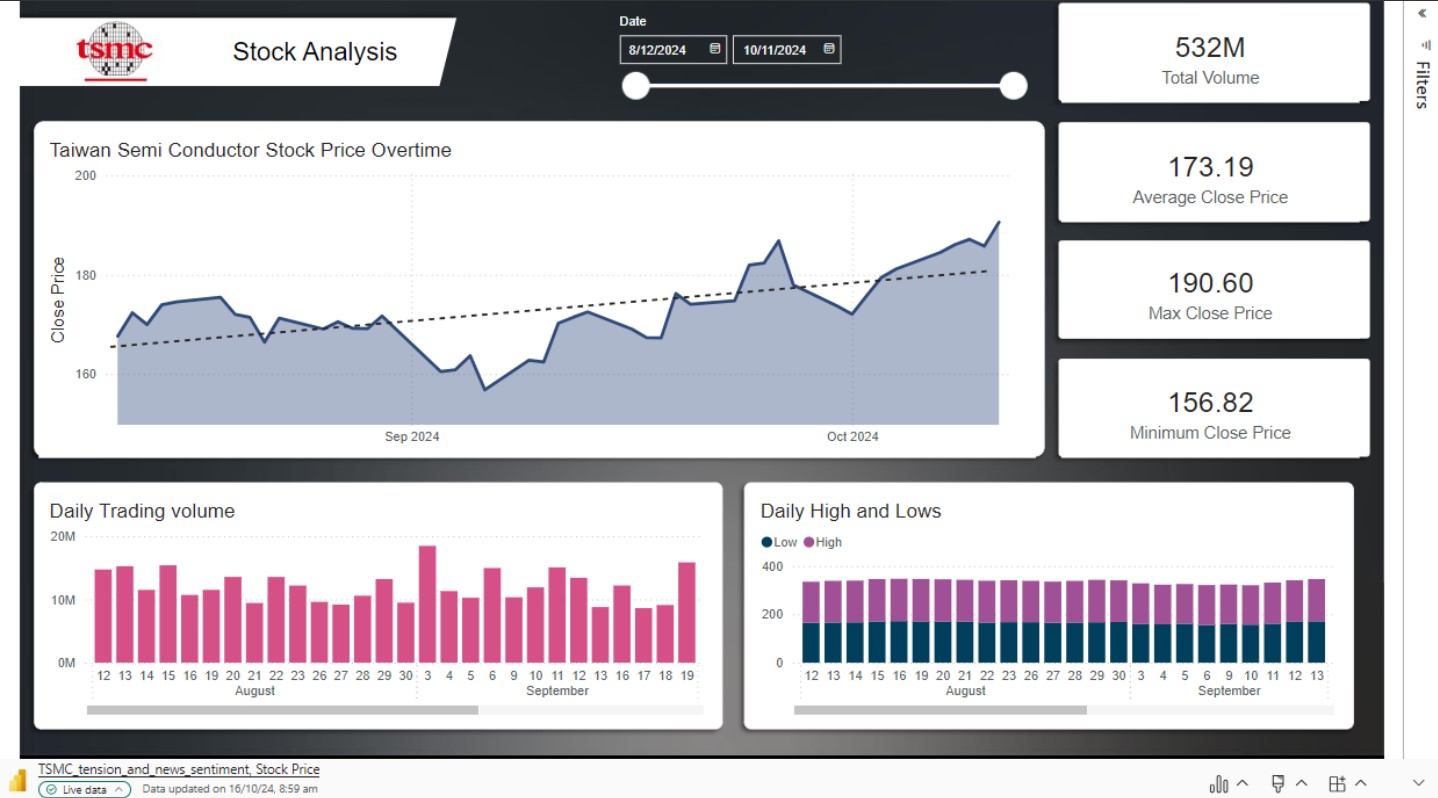 tsmc
Stock Analysis
Date
8/12/2024
10/11/2024
532M
Total Volume
Filters
173.19
Average Close Price
190.60
Max Close Price
156.82
Minimum Close Price
Taiwan Semi Conductor Stock Price Overtime
Close Price
200
180
160
Sep 2024 Oct 2024
Daily Trading volume
20M
10M
0M
12 13 14 15 16 19 20 21 22 23 26 27 28 29 30 3 4 5 6 9 10 11 12 13 16 17 18 19
August September
Daily High and Lows
Low High
400
200
0
12 13 14 15 16 19 20 21 22 23 26 27 28 29 30 3 4 5 6 9 10 11 12 13
August September
TSMC_tension_and_news_sentiment, Stock Price
Live data Data updated on 16/10/24, 8:59 am